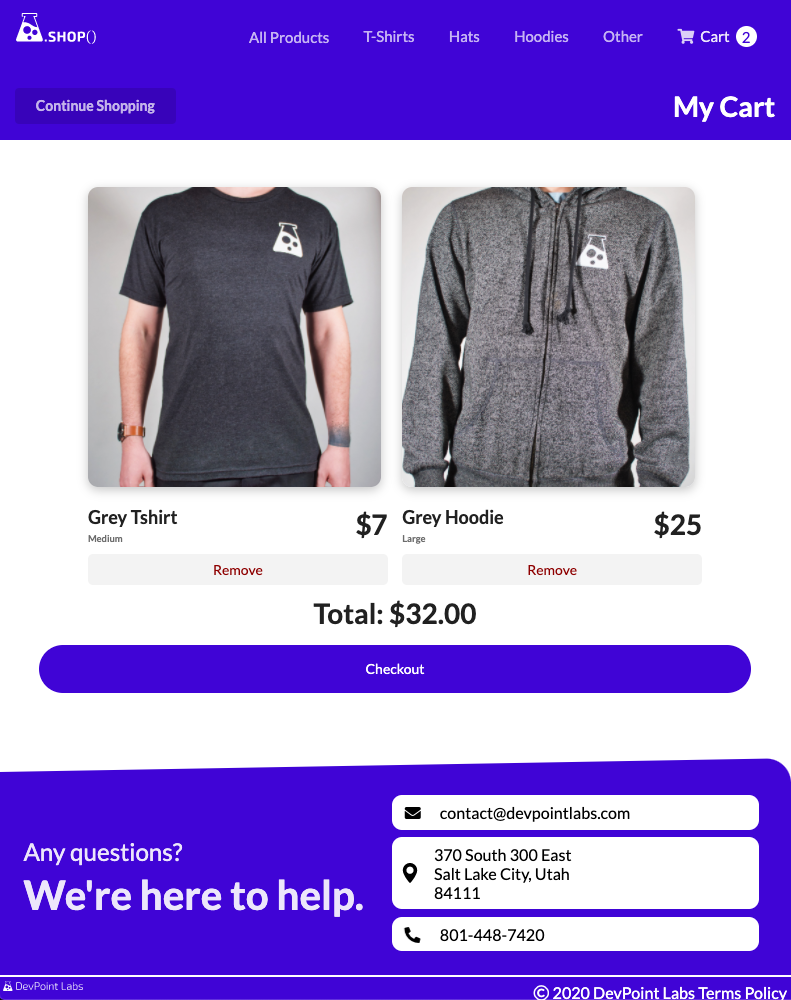 .SHOP()
All Products
T-Shirts
Hats
Hoodies
Other
Cart 2
Continue Shopping
My Cart
Grey Tshirt
$7
Medium
Remove
Grey Hoodie
$25
Large
Remove
Total: $32.00
Checkout
Any questions?
We're here to help.
contact@devpointlabs.com
370 South 300 East
Salt Lake City, Utah
84111
801-448-7420
DevPoint Labs
© 2020 DevPoint Labs Terms Policy